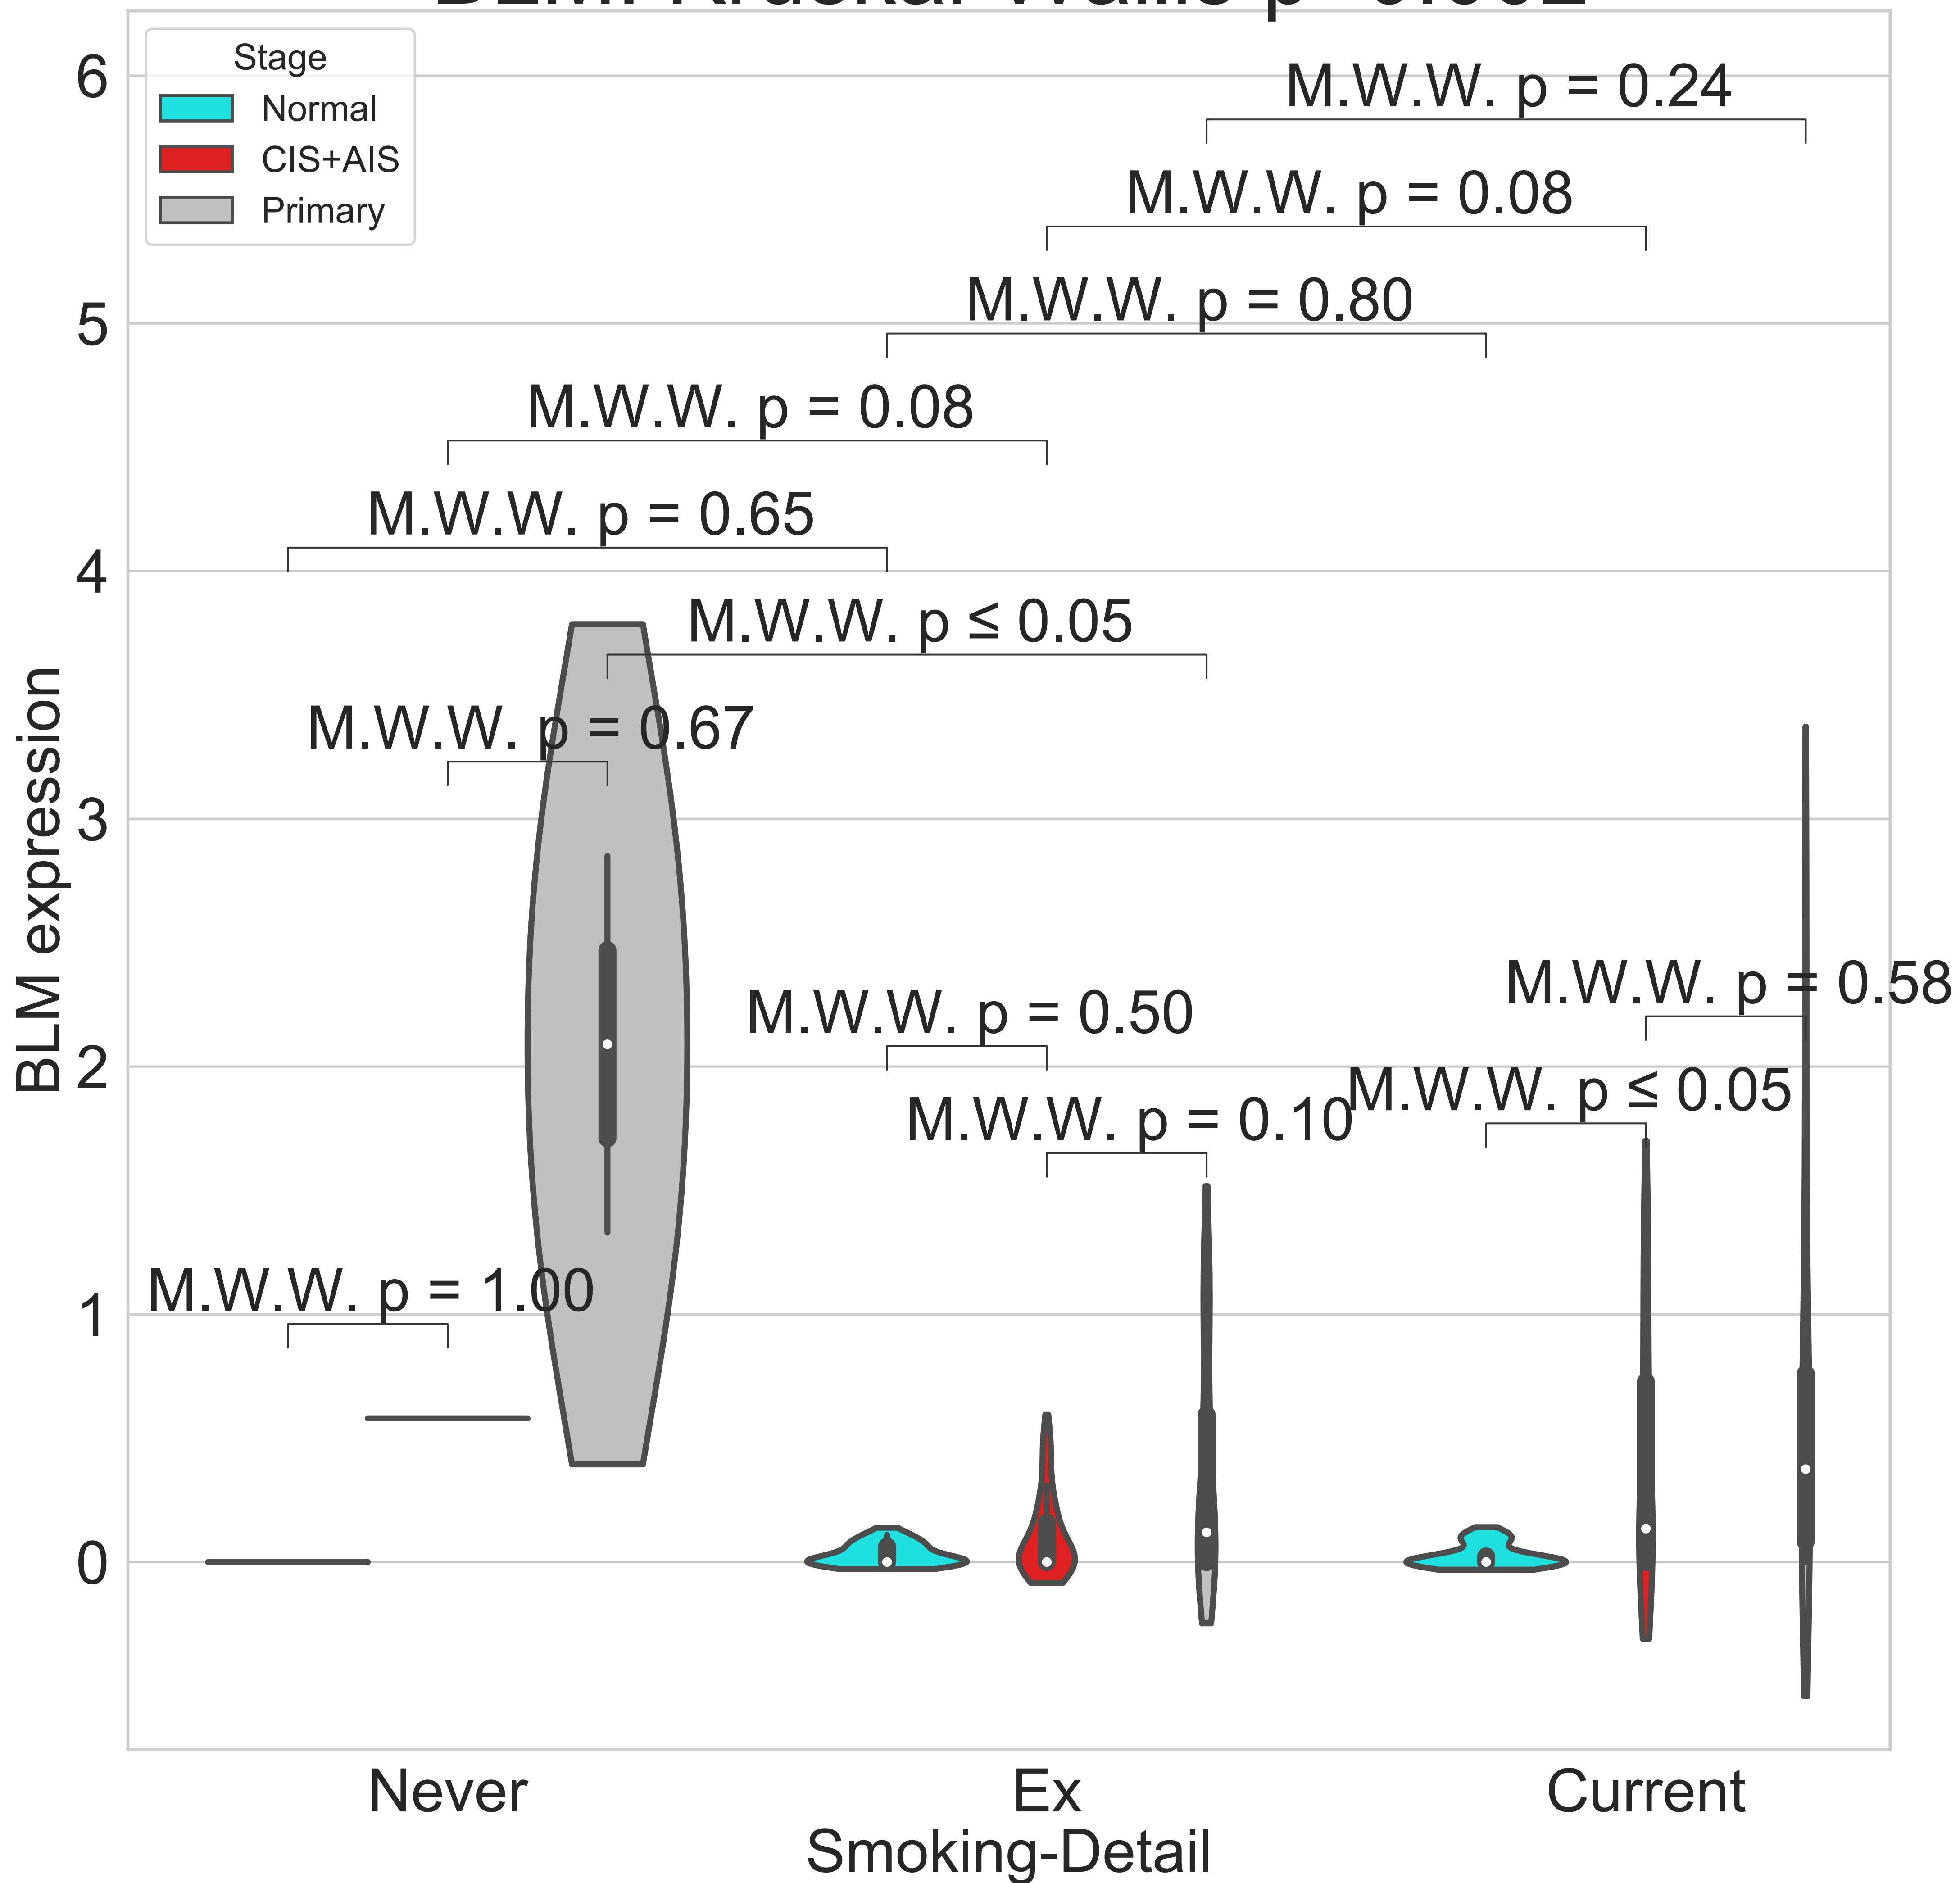 Stage
Normal
CIS+AIS
Primary
M.W.W. p = 0.24
M.W.W. p = 0.08
M.W.W. p = 0.80
M.W.W. p = 0.08
M.W.W. p = 0.65
M.W.W. p ≤ 0.05
M.W.W. p = 0.67
M.W.W. p = 0.58
M.W.W. p = 0.50
M.W.W. p ≤ 0.05
M.W.W. p = 0.10
M.W.W. p = 1.00
BLM expression
6
5
4
3
2
1
0
Never
Ex
Current
Smoking-Detail